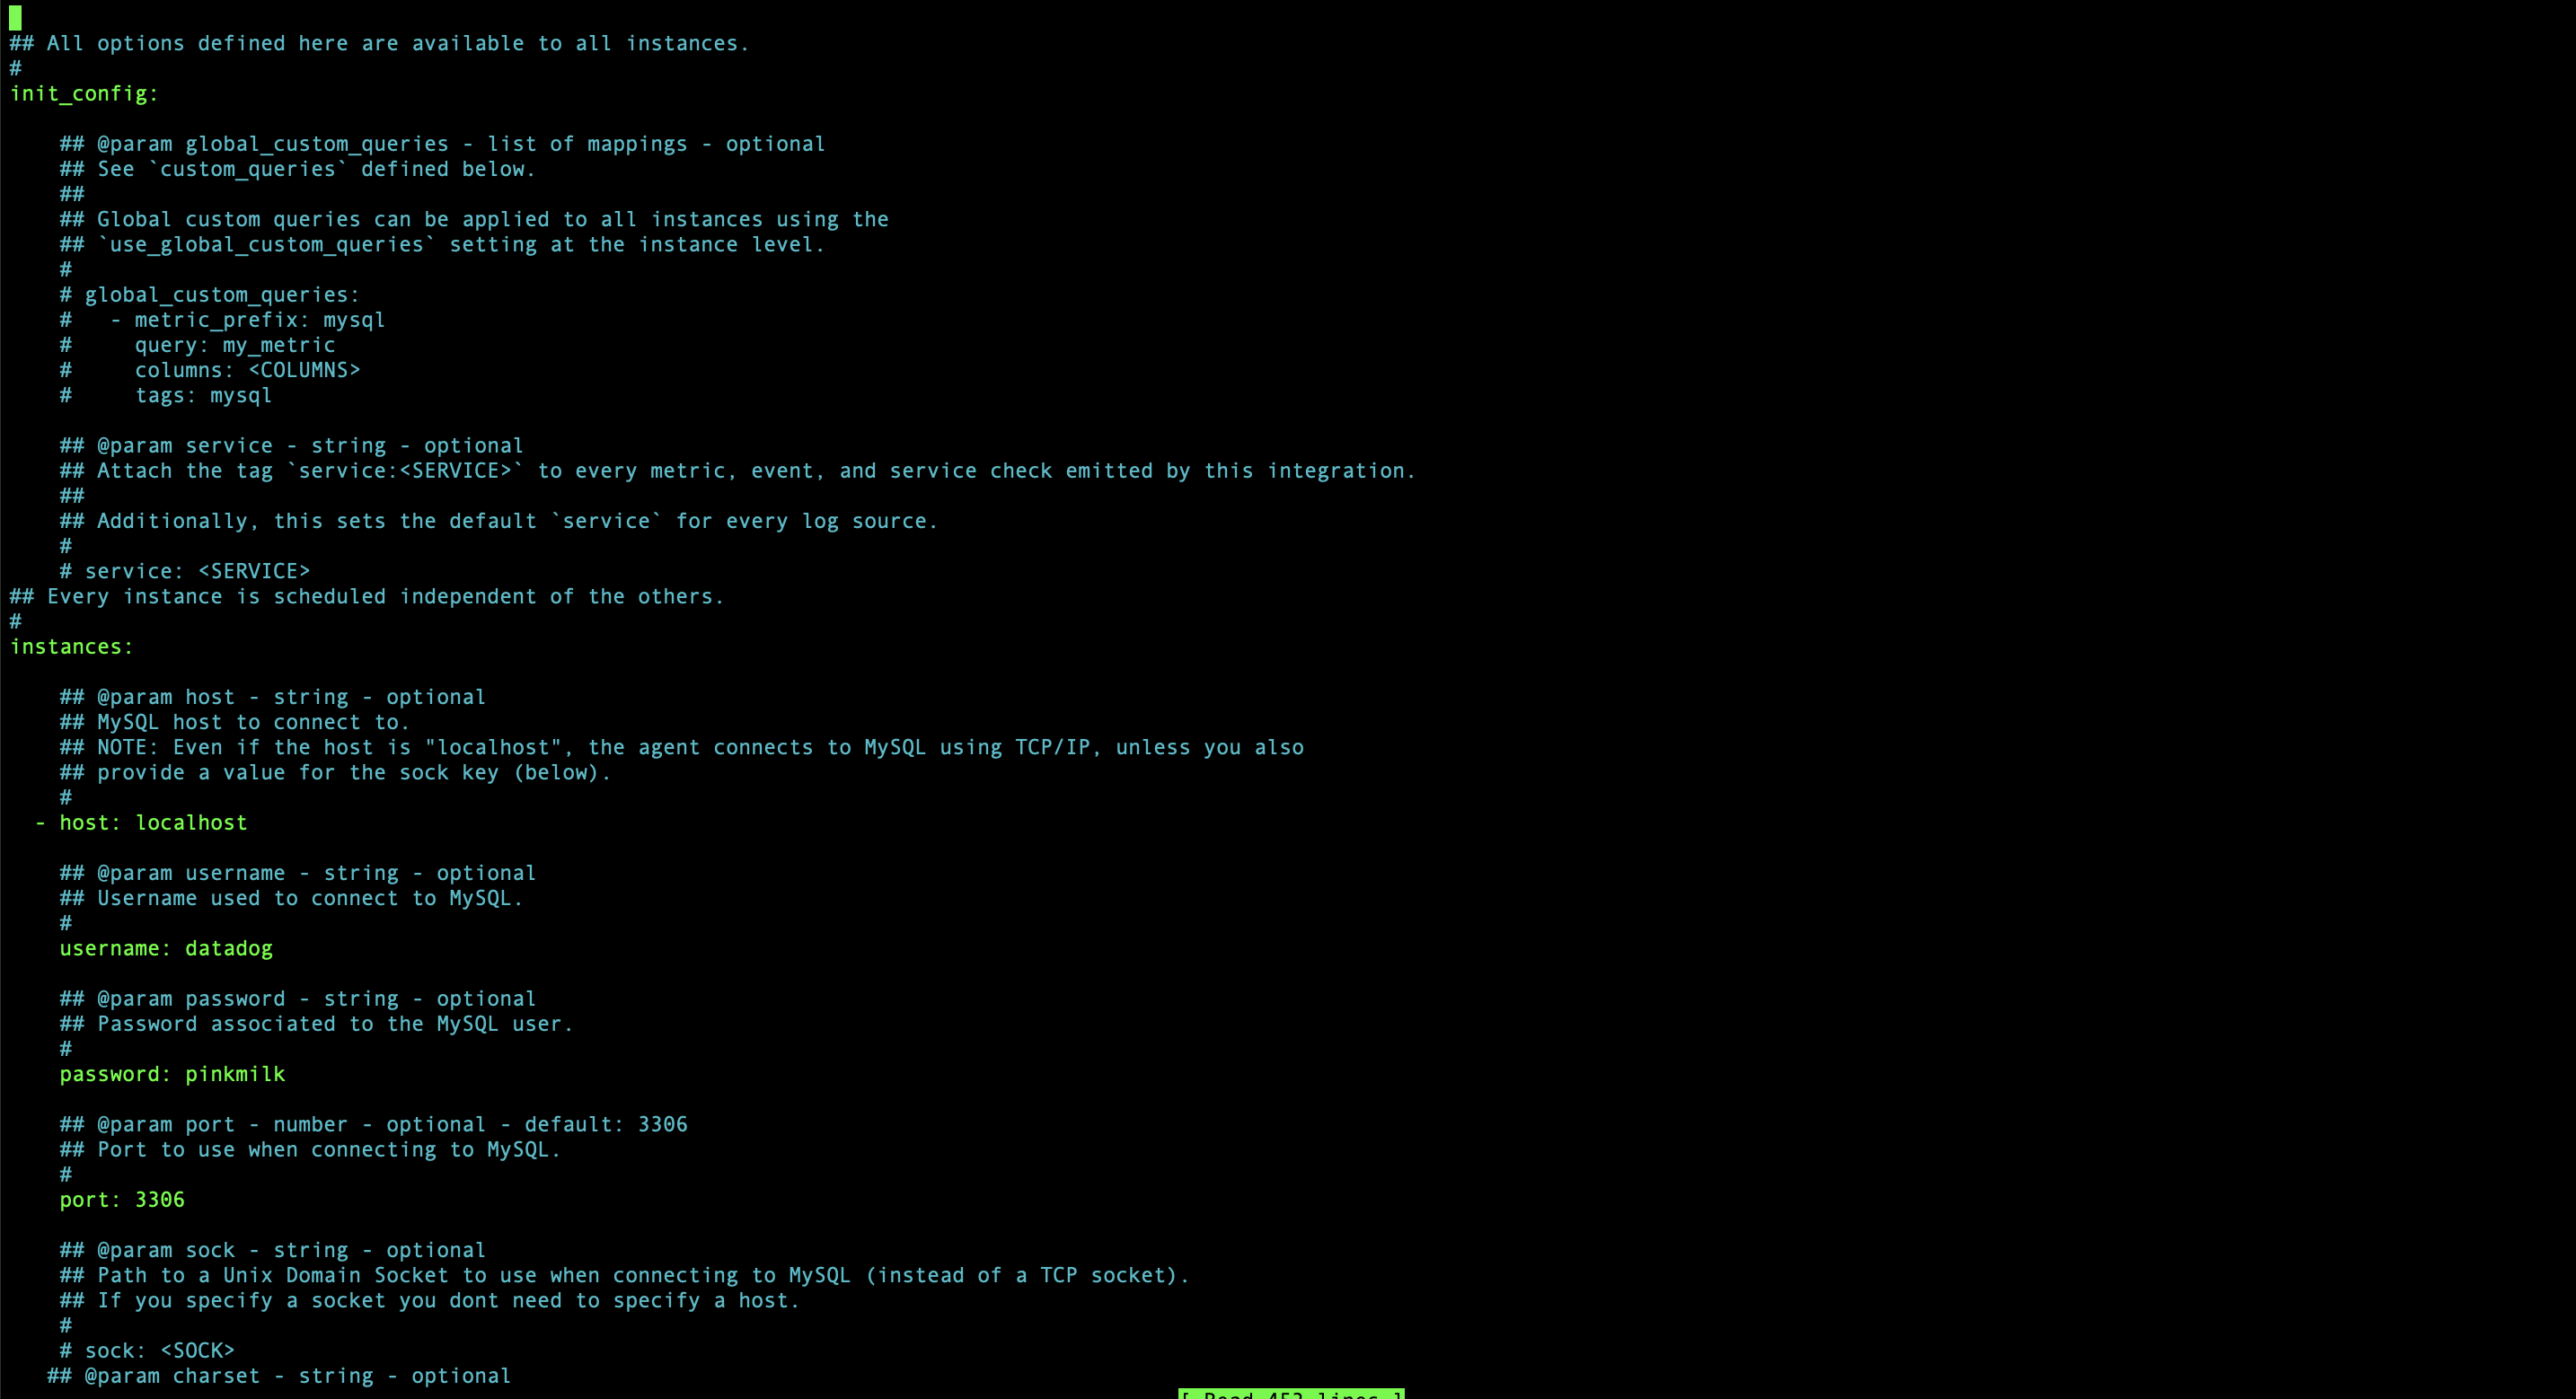 ## All options defined here are available to all instances.
#
init_config:

    ## @param global_custom_queries - list of mappings - optional
    ## See `custom_queries` defined below.
    ##
    ## Global custom queries can be applied to all instances using the
    ## `use_global_custom_queries` setting at the instance level.
    #
    # global_custom_queries:
    #   - metric_prefix: mysql
    #     query: my_metric
    #     columns: <COLUMNS>
    #     tags: mysql

    ## @param service - string - optional
    ## Attach the tag `service:<SERVICE>` to every metric, event, and service check emitted by this integration.
    ##
    ## Additionally, this sets the default `service` for every log source.
    #
    # service: <SERVICE>
## Every instance is scheduled independent of the others.
#
instances:

    ## @param host - string - optional
    ## MySQL host to connect to.
    ## NOTE: Even if the host is "localhost", the agent connects to MySQL using TCP/IP, unless you also
    ## provide a value for the sock key (below).
    #
  - host: localhost

    ## @param username - string - optional
    ## Username used to connect to MySQL.
    #
    username: datadog

    ## @param password - string - optional
    ## Password associated to the MySQL user.
    #
    password: pinkmilk

    ## @param port - number - optional - default: 3306
    ## Port to use when connecting to MySQL.
    #
    port: 3306

    ## @param sock - string - optional
    ## Path to a Unix Domain Socket to use when connecting to MySQL (instead of a TCP socket).
    ## If you specify a socket you dont need to specify a host.
    #
    # sock: <SOCK>
   ## @param charset - string - optional
[ Read 453 lines ]